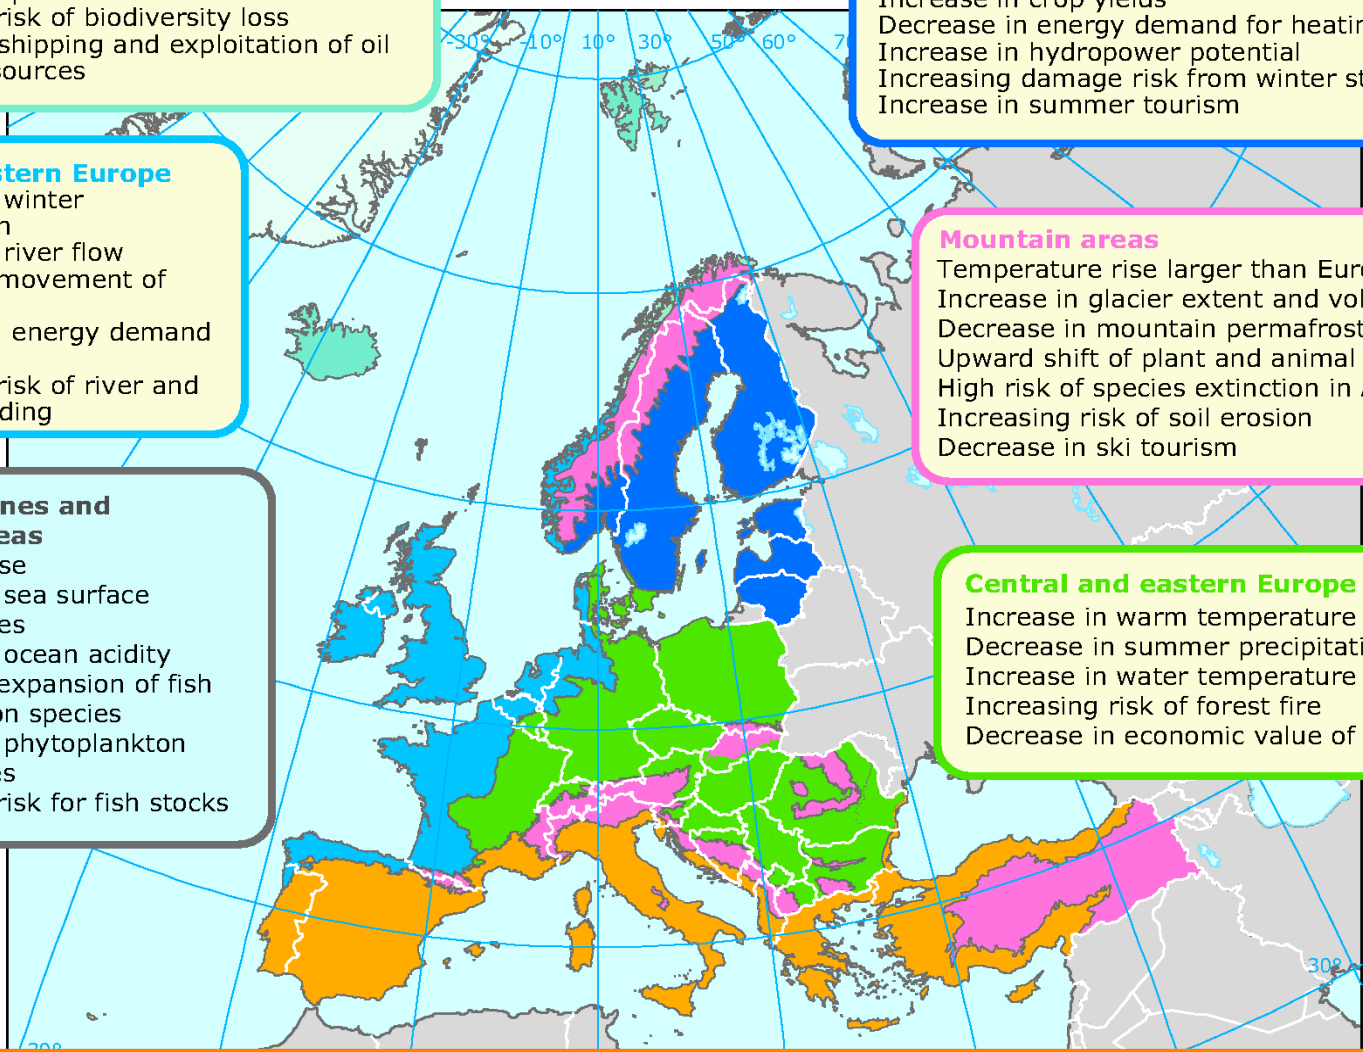 risk of biodiversity loss
shipping and exploitation of oil
sources
Increase in crop yields
Decrease in energy demand for heatin
Increase in hydropower potential
Increasing damage risk from winter st
Increase in summer tourism
-30° -10° 10° 30° 50° 60° 70
stern Europe
winter
n
river flow
movement of
energy demand
risk of river and
ding
Mountain areas
Temperature rise larger than Euro
Increase in glacier extent and vol
Decrease in mountain permafrost
Upward shift of plant and animal
High risk of species extinction in A
Increasing risk of soil erosion
Decrease in ski tourism
nes and
eas
se
sea surface
es
ocean acidity
expansion of fish
on species
phytoplankton
es
risk for fish stocks
Central and eastern Europe
Increase in warm temperature
Decrease in summer precipitati
Increase in water temperature
Increasing risk of forest fire
Decrease in economic value of
30°